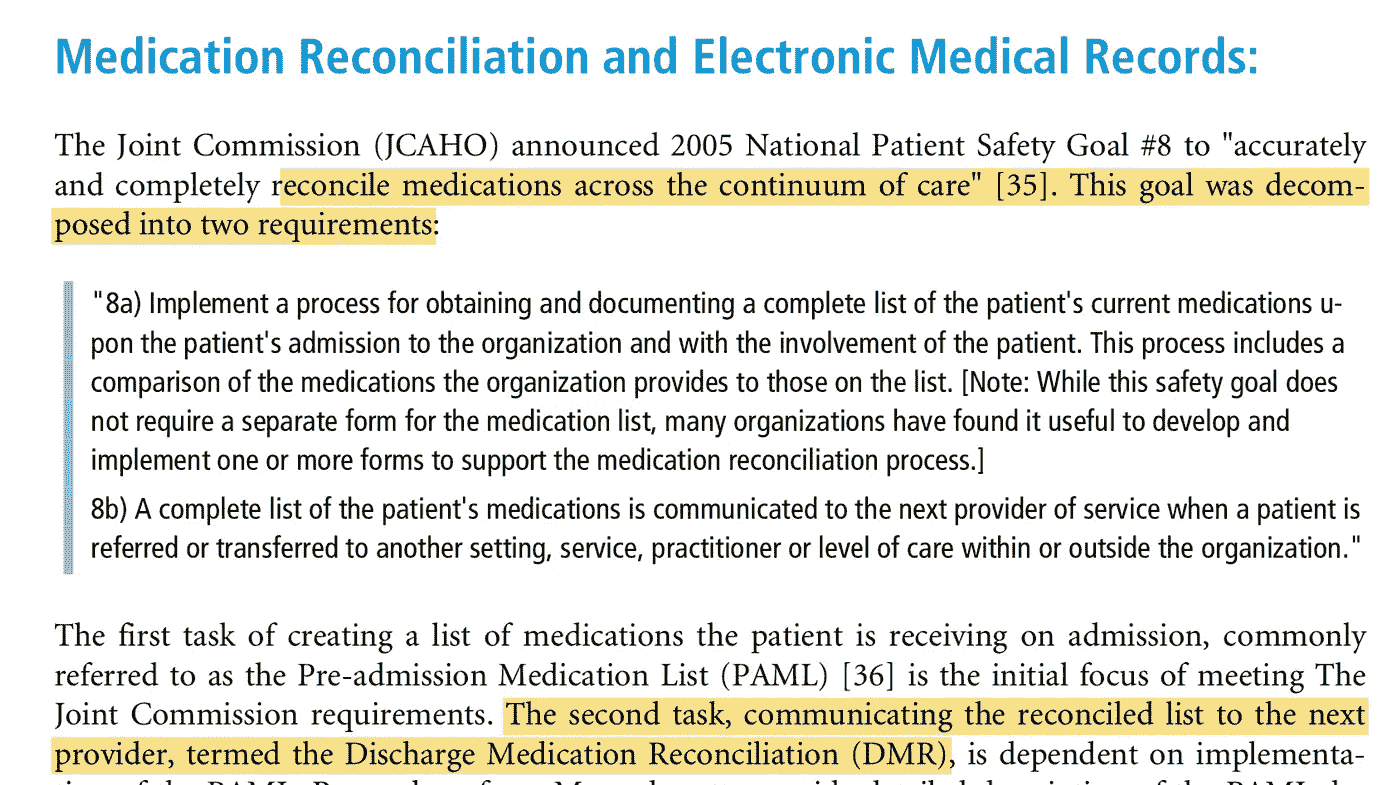 Medication Reconciliation and Electronic Medical Records:
The Joint Commission (JCAHO) announced 2005 National Patient Safety Goal #8 to "accurately
and completely reconcile medications across the continuum of care" [35]. This goal was decom-
posed into two requirements:
"8a) Implement a process for obtaining and documenting a complete list of the patient's current medications u-
pon the patient's admission to the organization and with the involvement of the patient. This process includes a
comparison of the medications the organization provides to those on the list. [Note: While this safety goal does
not require a separate form for the medication list, many organizations have found it useful to develop and
implement one or more forms to support the medication reconciliation process.]
8b) A complete list of the patient's medications is communicated to the next provider of service when a patient is
referred or transferred to another setting, service, practitioner or level of care within or outside the organization."
The first task of creating a list of medications the patient is receiving on admission, commonly
referred to as the Pre-admission Medication List (PAML) [36] is the initial focus of meeting The
Joint Commission requirements. The second task, communicating the reconciled list to the next
provider, termed the Discharge Medication Reconciliation (DMR), is dependent on implementa-